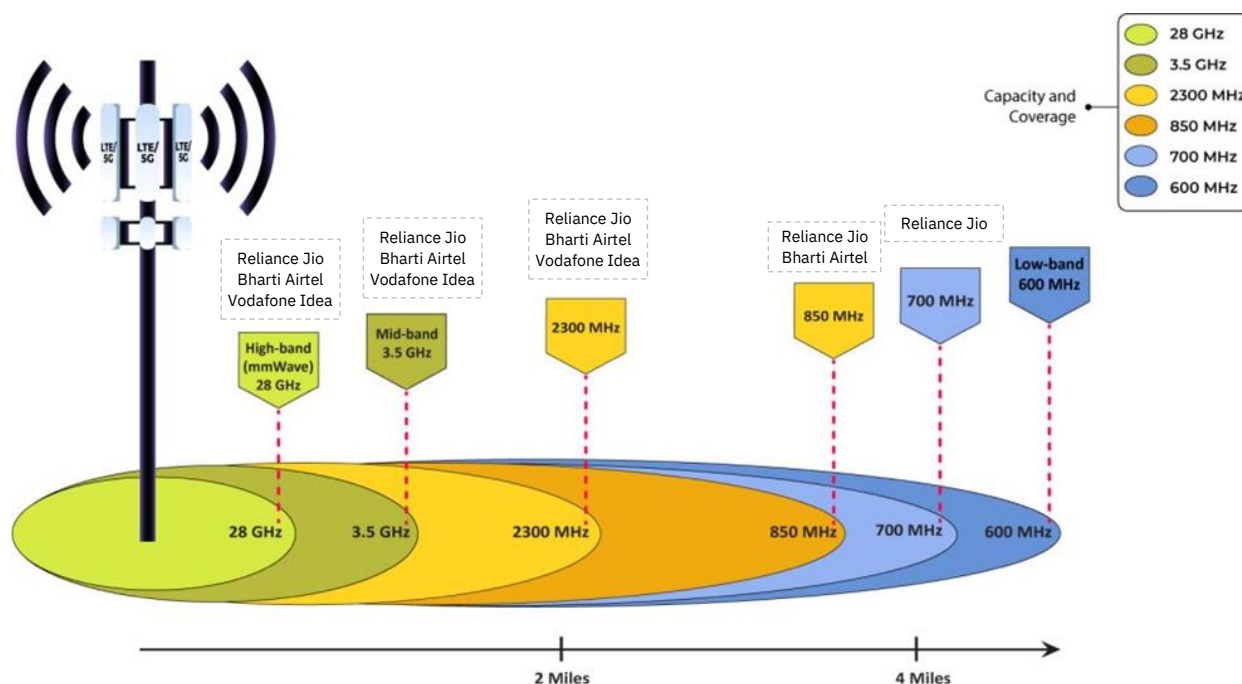 28 GHz
3.5 GHz
2300 MHz
850 MHz
700 MHz
600 MHz
Capacity and
Coverage
LTE/
5G
LTE/
5G
LTE/
5G
Reliance Jio
Bharti Airtel
Vodafone Idea
Reliance Jio
Bharti Airtel
Vodafone Idea
Reliance Jio
Bharti Airtel
Vodafone Idea
Reliance Jio
Bharti Airtel
Reliance Jio
High-band
(mmWave)
28 GHz
Mid-band
3.5 GHz
2300 MHz
850 MHz
700 MHz
Low-band
600 MHz
28 GHz
3.5 GHz
2300 MHz
850 MHz
700 MHz
600 MHz
2 Miles
4 Miles